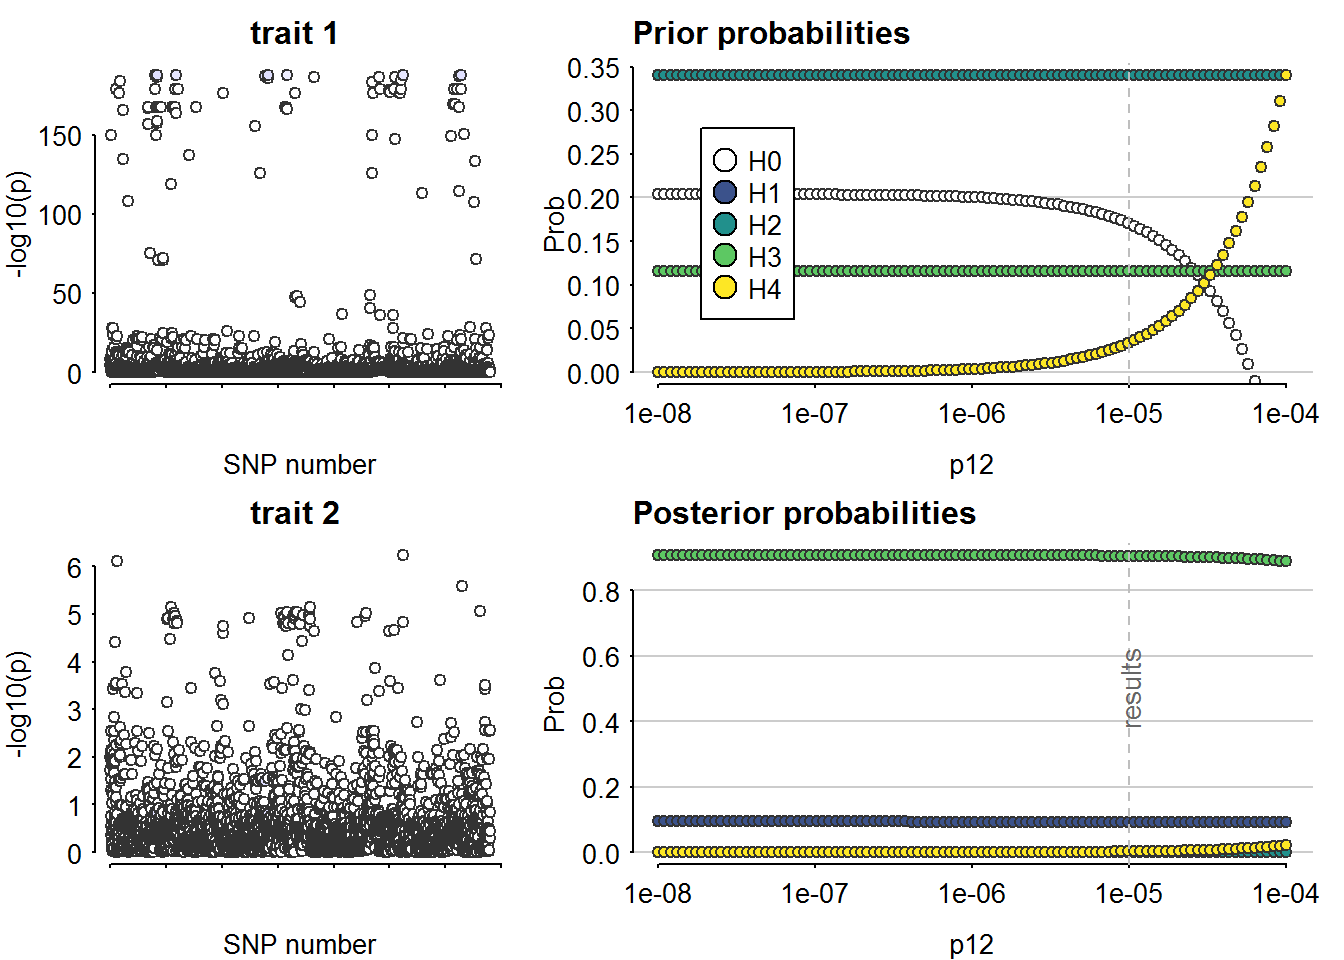 trait 1
-log10(p)
150
100
50
0
SNP number
Prior probabilities
Prob
0.35
0.30
0.25
0.20
0.15
0.10
0.05
0.00
H0
H1
H2
H3
H4
1e-08 1e-07 1e-06 1e-05 1e-04
p12
trait 2
-log10(p)
6
5
4
3
2
1
0
SNP number
Posterior probabilities
Prob
0.8
0.6
0.4
0.2
0.0
results
1e-08 1e-07 1e-06 1e-05 1e-04
p12